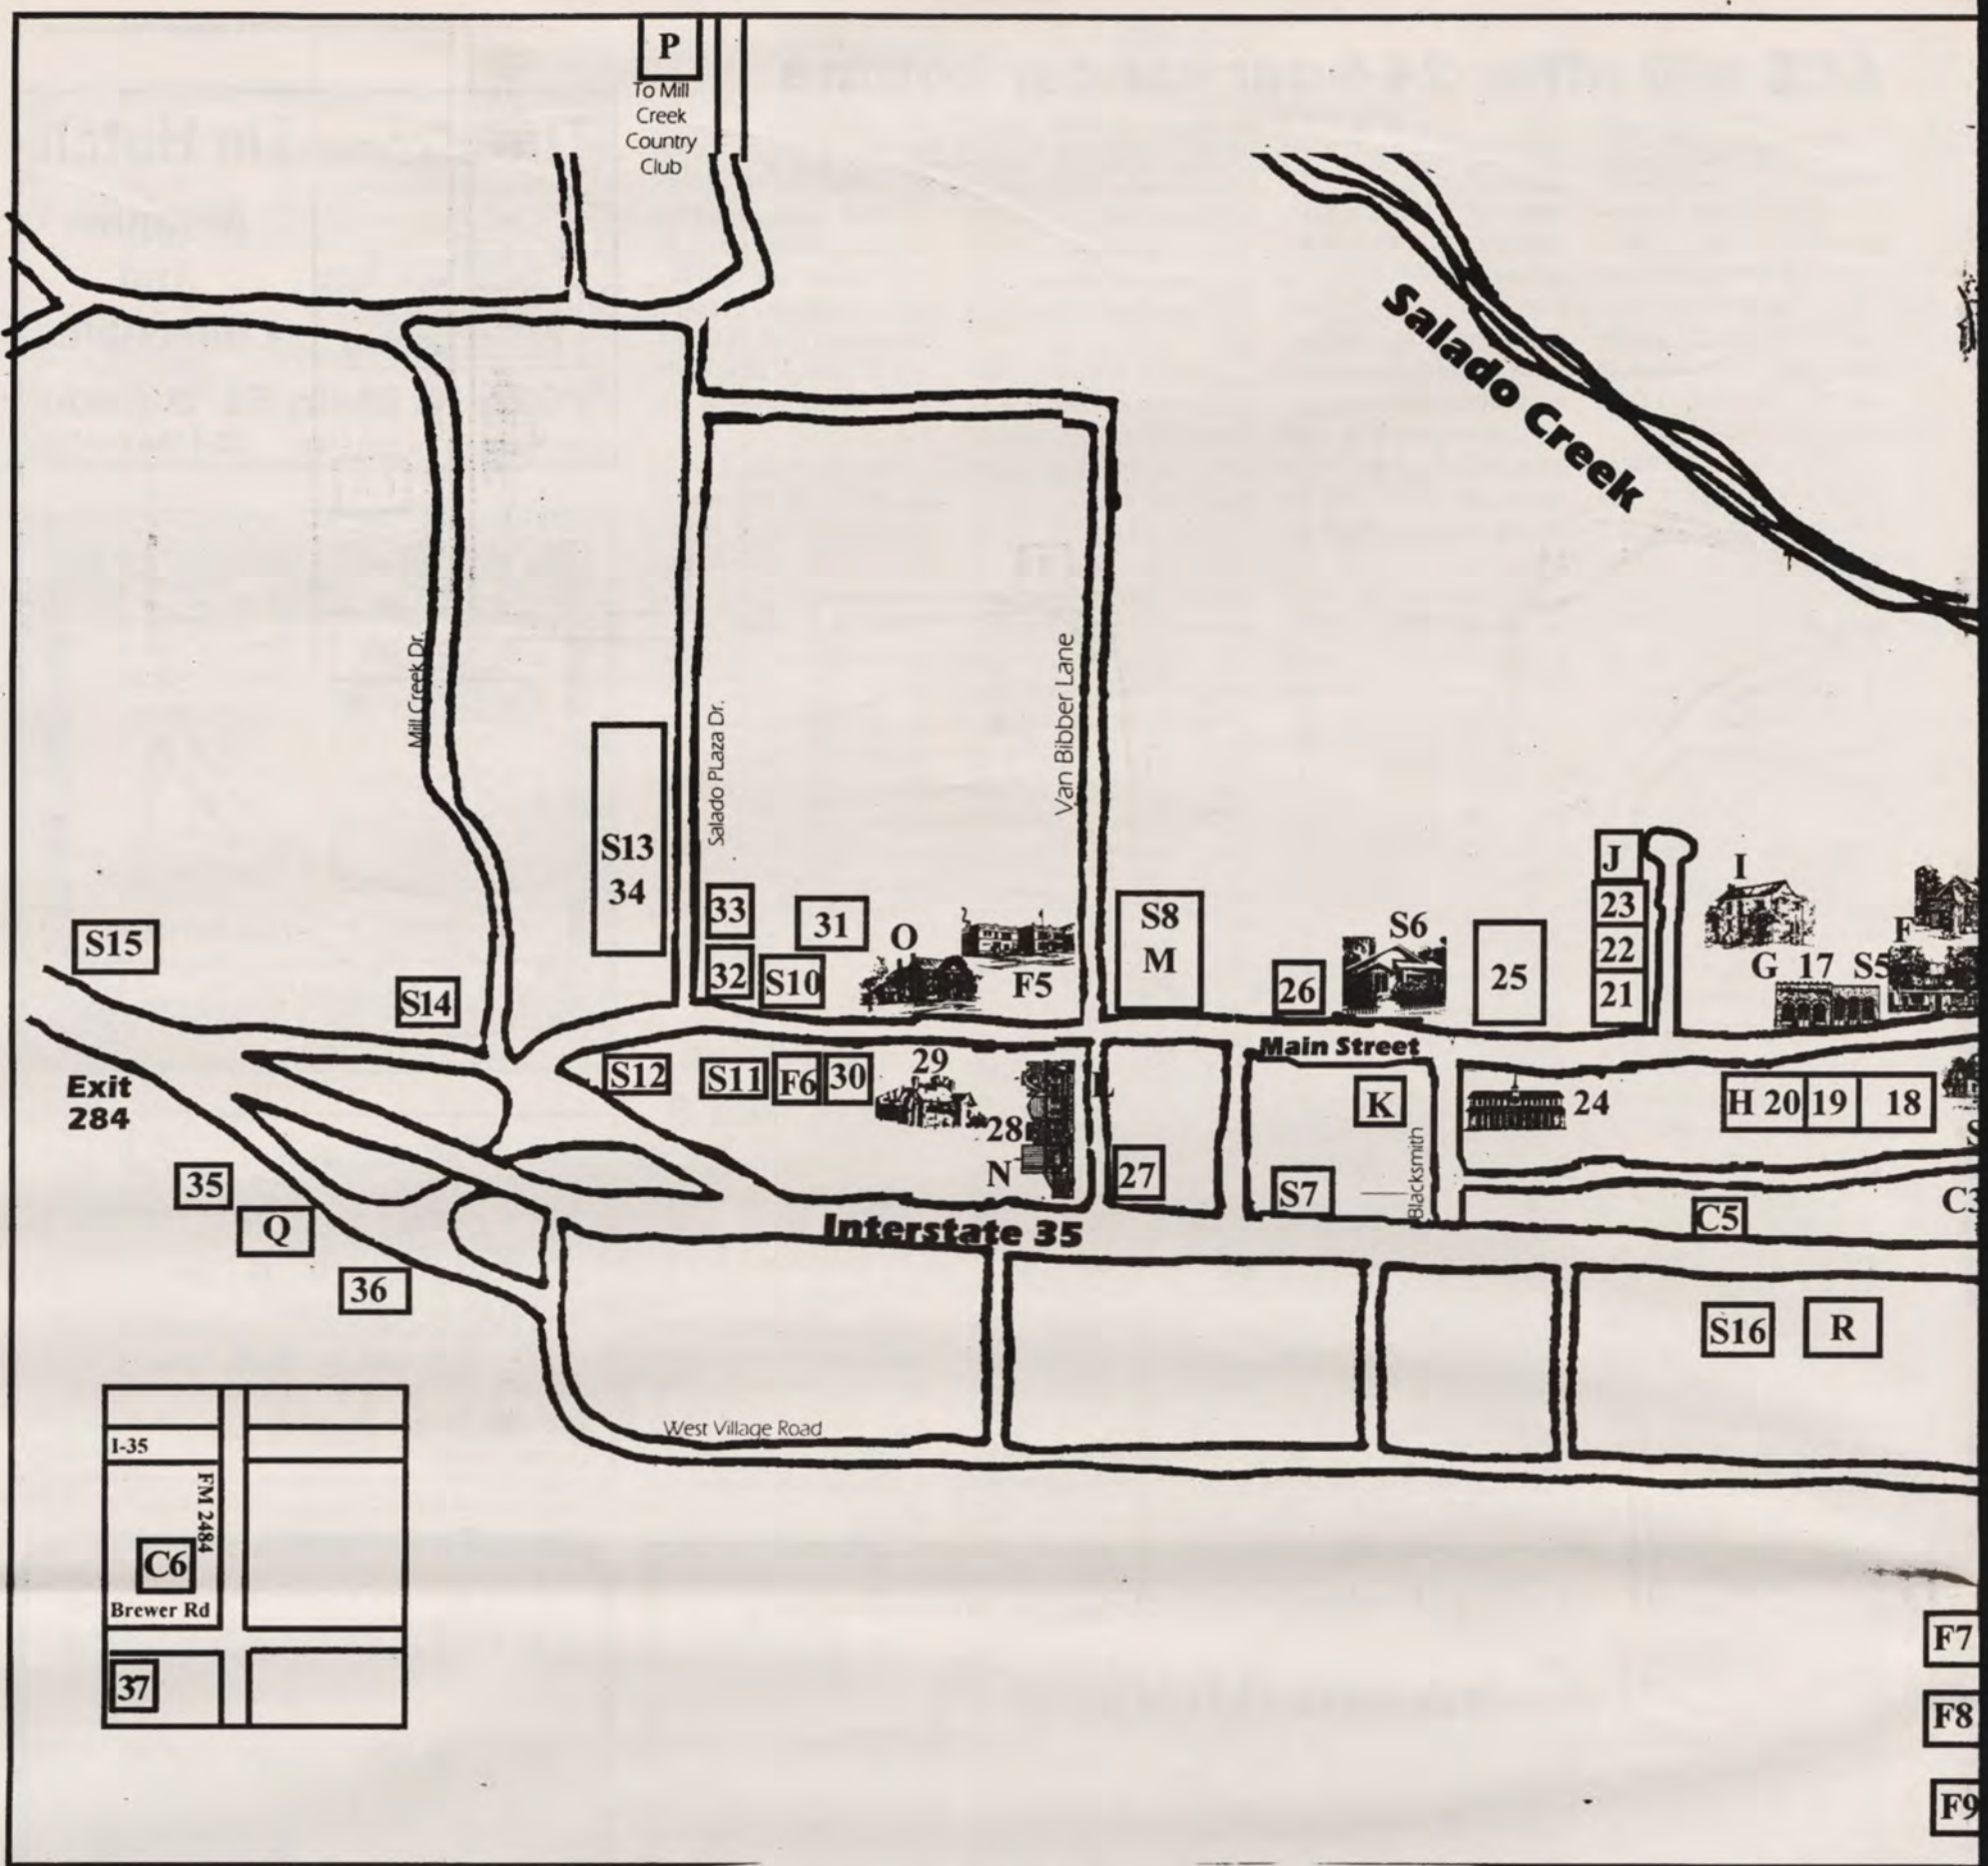 P
To Mill
Creek
Country
Club
Salado Creek
Mill Creek Dr.
Salado PLaza Dr.
Van Bibber Lane
S13
34
33
32
S10
31
O
F5
S8
M
26
S6
25
J
23
22
21
I
G 17 S5
F
S15
S14
Exit
284
Main Street
S12
S11
F6
30
29
28
N
L
27
K
S7
Blacksmith
24
H 20 19 18
C5
C3
35
Q
36
Interstate 35
S16
R
West Village Road
I-35
FM 2484
C6
Brewer Rd
37
F7
F8
F9